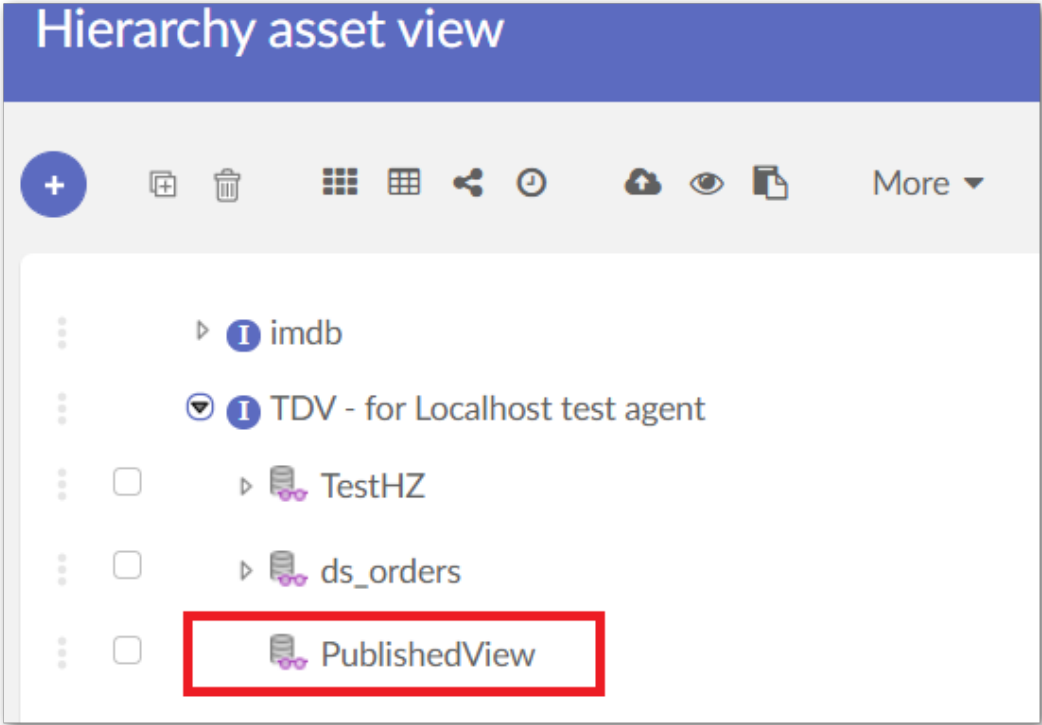 Hierarchy asset view
+ More
I imdb
I TDV - for Localhost test agent
TestHZ
ds_orders
PublishedView